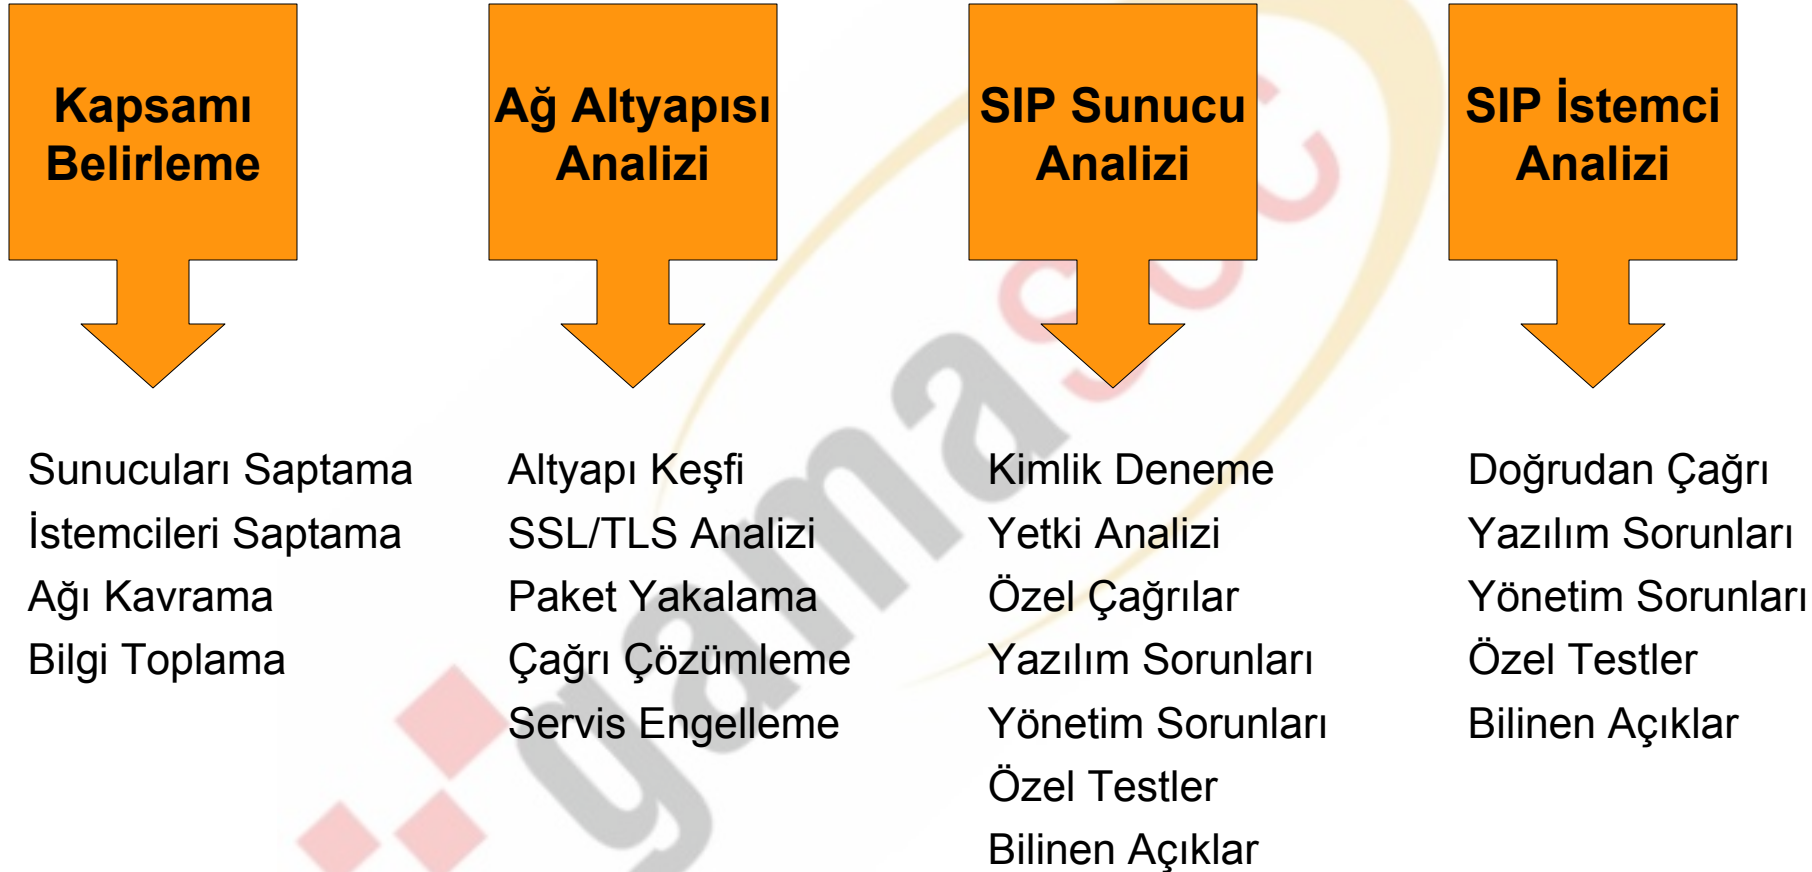 Kapsamı
Belirleme
Sunucuları Saptama
İstemcileri Saptama
Ağı Kavrama
Bilgi Toplama
Ağ Altyapısı
Analizi
Altyapı Keşfi
SSL/TLS Analizi
Paket Yakalama
Çağrı Çözümleme
Servis Engelleme
SIP Sunucu
Analizi
Kimlik Deneme
Yetki Analizi
Özel Çağrılar
Yazılım Sorunları
Yönetim Sorunları
Özel Testler
Bilinen Açıklar
SIP İstemci
Analizi
Doğrudan Çağrı
Yazılım Sorunları
Yönetim Sorunları
Özel Testler
Bilinen Açıklar
gamasec